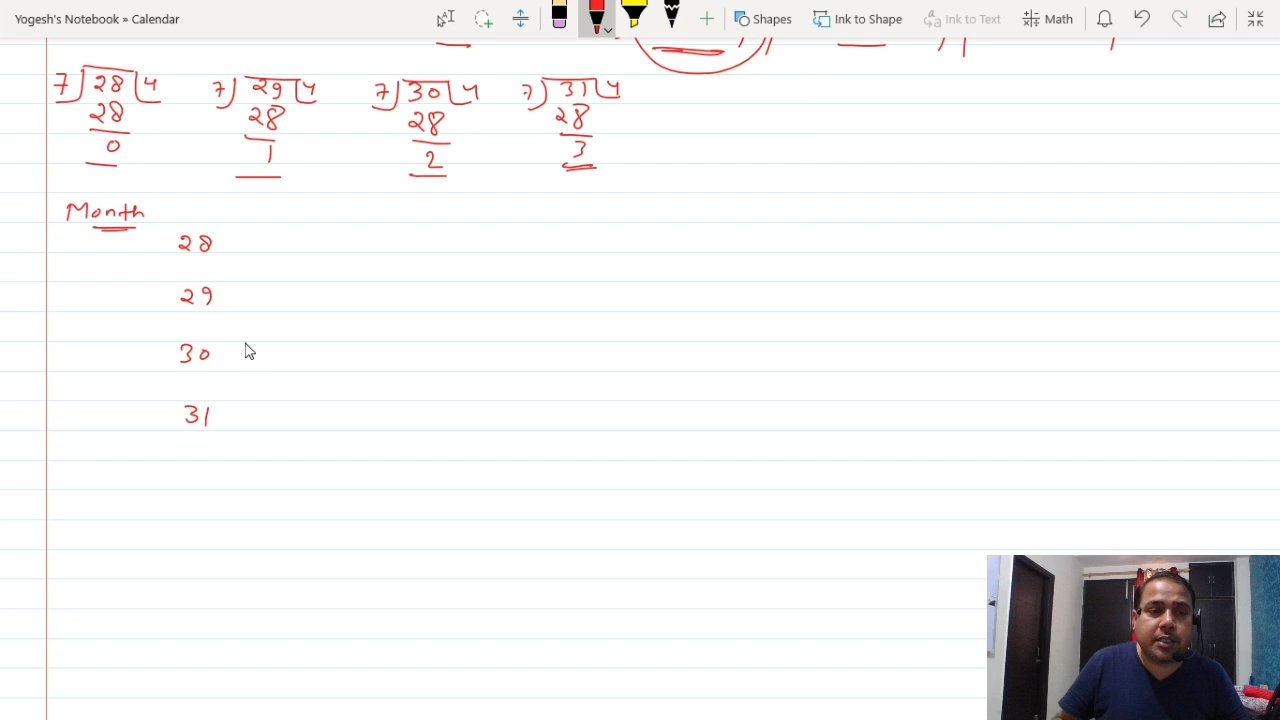 Yogesh's Notebook » Calendar
Shapes Ink to Shape Ink to Text Math
7 ) 28 ( 4 7 ) 29 ( 4 7 ) 30 ( 4 7 ) 31 ( 4
28 28 28 28
0 1 2 3
Month
28
29
30
31